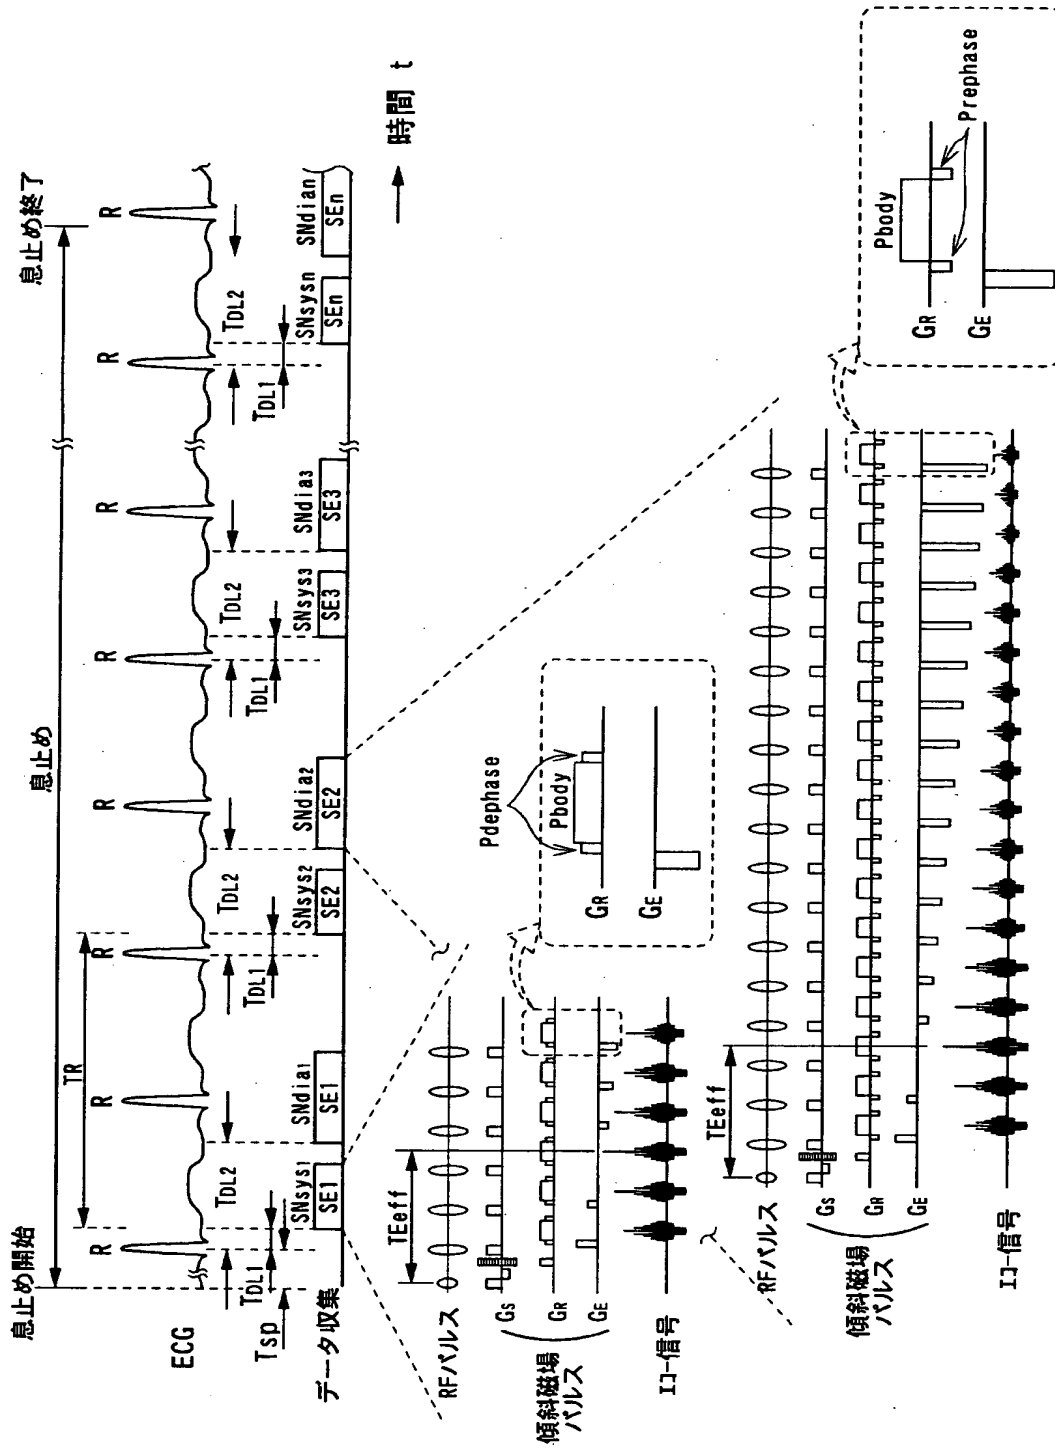 息止め開始
息止め
息止め終了
R
R
R
R
R
R
R
R
TR
ECG
TDL1
TDL2
TDL1
TDL2
TDL1
TDL2
TDL1
TDL2
Tsp
時間 t
データ収集
SNsys1
SE1
SNdia1
SE1
SNsys2
SE2
SNdia2
SE2
SNsys3
SE3
SNdia3
SE3
SNsysn
SEn
SNdian
SEn
TEeff
RFパルス
傾斜磁場
パルス
GS
GR
GE
エコー信号
Pdephase
Pbody
GR
GE
TEeff
RFパルス
傾斜磁場
パルス
GS
GR
GE
エコー信号
Pbody
GR
Prephase
GE